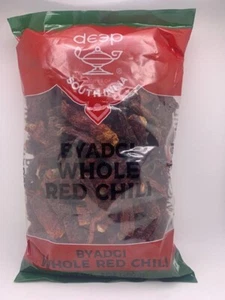 deep
SOUTH INDIA
BYADGI
WHOLE
RED CHILI
BYADGI
WHOLE RED CHILI